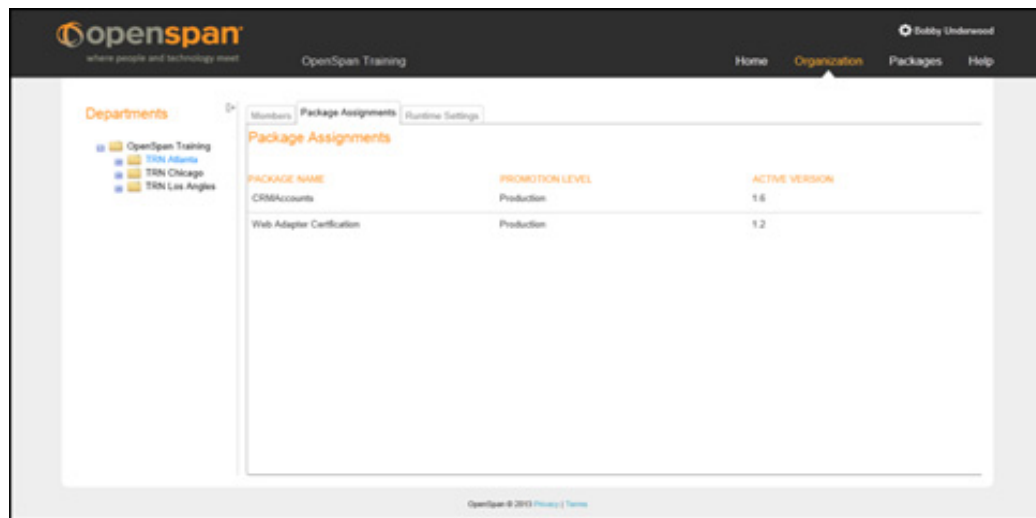 openspan
where people and technology meet
OpenSpan Training
Bobby Underwood
Home Organization Packages Help
Departments
OpenSpan Training
TRN Atlanta
TRN Chicago
TRN Los Angles
Members Package Assignments Runtime Settings
Package Assignments
PACKAGE NAME PROMOTION LEVEL ACTIVE VERSION
CRMAccounts Production 1.6
Web Adapter Certfication Production 1.2
OpenSpan © 2013 Privacy | Terms